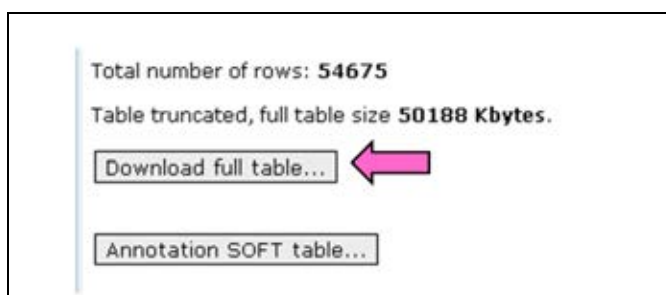 Total number of rows: 54675
Table truncated, full table size 50188 Kbytes.
Download full table...
Annotation SOFT table...